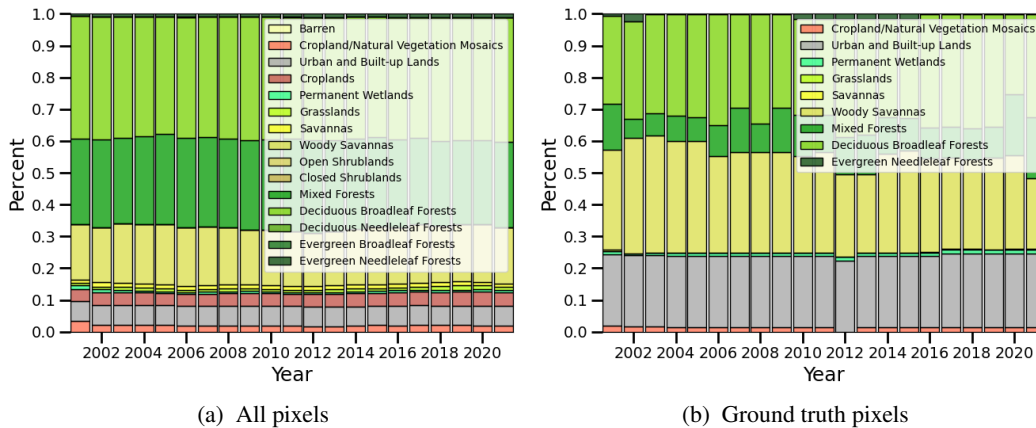 1.0
0.9
0.8
0.7
0.6
0.5
0.4
0.3
0.2
0.1
0.0
Percent
Barren
Cropland/Natural Vegetation Mosaics
Urban and Built-up Lands
Croplands
Permanent Wetlands
Grasslands
Savannas
Woody Savannas
Open Shrublands
Closed Shrublands
Mixed Forests
Deciduous Broadleaf Forests
Deciduous Needleleaf Forests
Evergreen Broadleaf Forests
Evergreen Needleleaf Forests
2002 2004 2006 2008 2010 2012 2014 2016 2018 2020
Year
(a) All pixels
1.0
0.9
0.8
0.7
0.6
0.5
0.4
0.3
0.2
0.1
0.0
Percent
Cropland/Natural Vegetation Mosaics
Urban and Built-up Lands
Permanent Wetlands
Grasslands
Savannas
Woody Savannas
Mixed Forests
Deciduous Broadleaf Forests
Evergreen Needleleaf Forests
2002 2004 2006 2008 2010 2012 2014 2016 2018 2020
Year
(b) Ground truth pixels